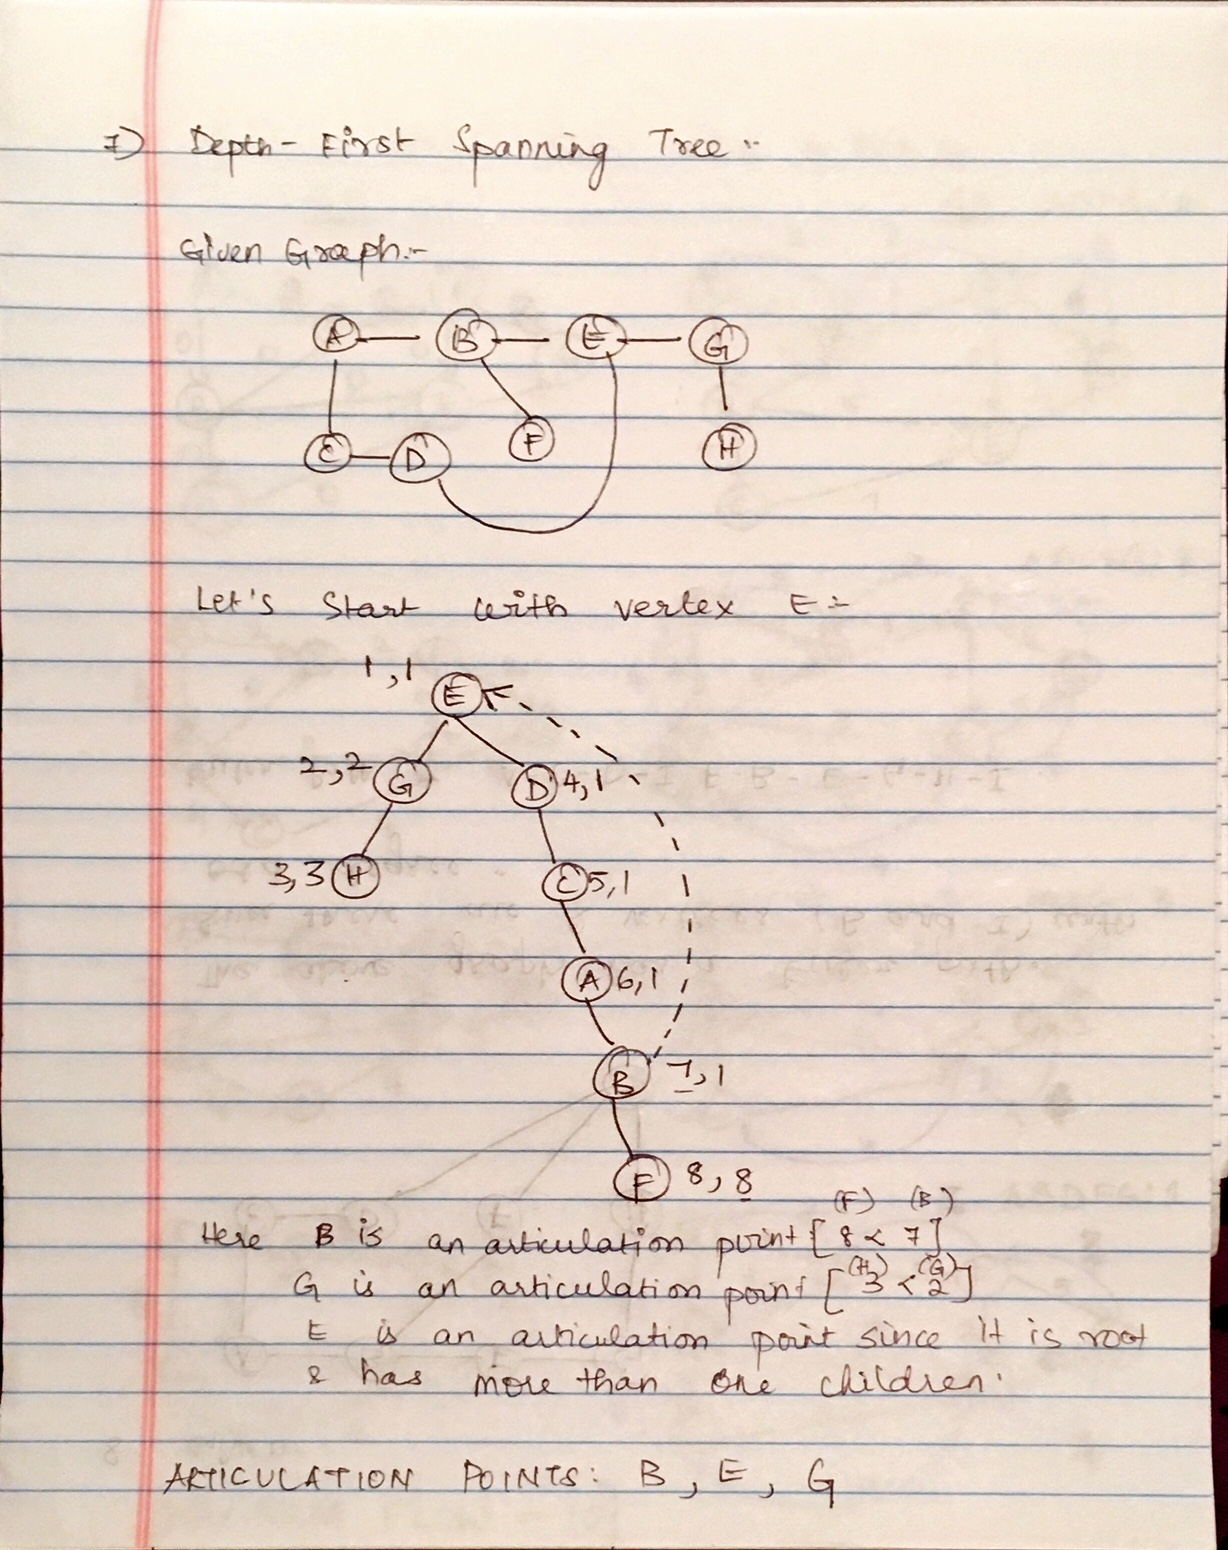 7) Depth-First Spanning Tree:-
Given Graph:-
A B E G
C D F H
Let's start with vertex E:-
1,1 E
2,2 G D 4,1
3,3 H C 5,1
A 6,1
B 7,1
F 8,8
(F) (B)
Here B is an articulation point [8 < 7]
(H) (G)
G is an articulation point [3 < 2]
E is an articulation point since it is root
& has more than one children.
ARTICULATION POINTS: B, E, G